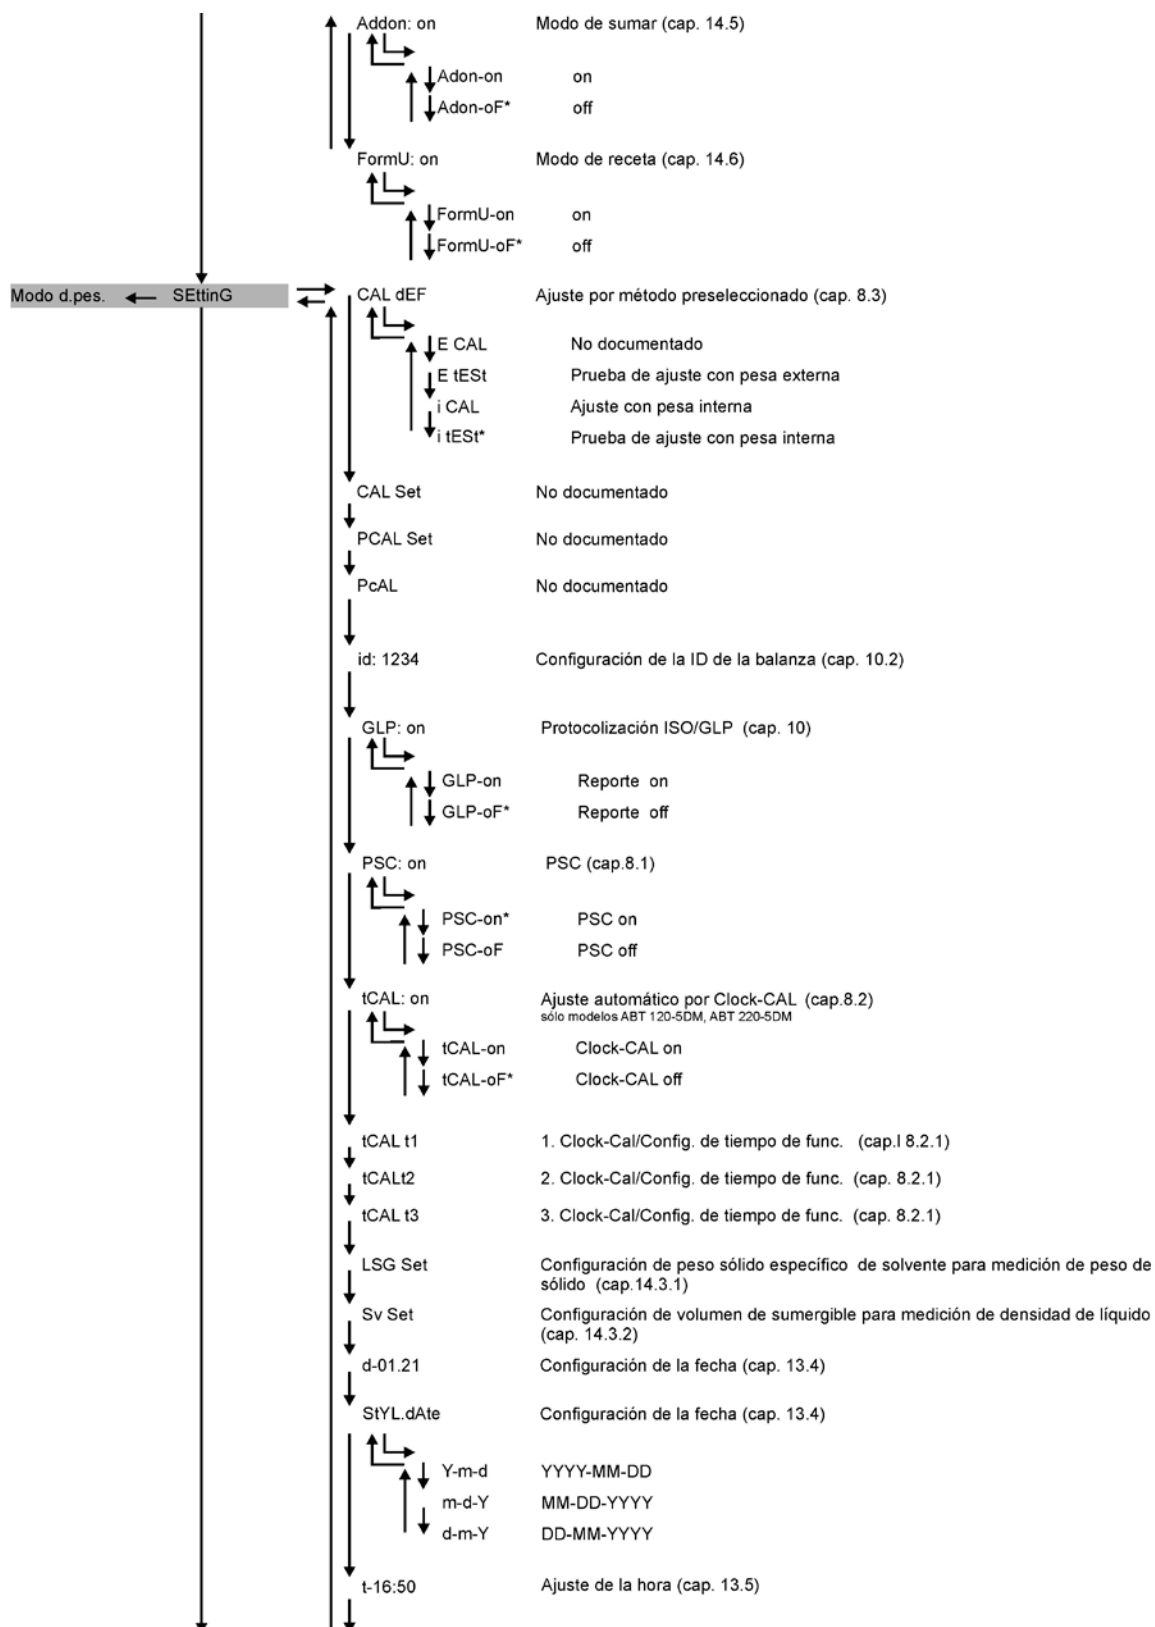 Addon: on Modo de sumar (cap. 14.5)
Adon-on on
Adon-oF* off
FormU: on Modo de receta (cap. 14.6)
FormU-on on
FormU-oF* off
Modo d.pes. SEttinG CAL dEF Ajuste por método preseleccionado (cap. 8.3)
E CAL No documentado
E tESt Prueba de ajuste con pesa externa
i CAL Ajuste con pesa interna
i tESt* Prueba de ajuste con pesa interna
CAL Set No documentado
PCAL Set No documentado
PcAL No documentado
id: 1234 Configuración de la ID de la balanza (cap. 10.2)
GLP: on Protocolización ISO/GLP (cap. 10)
GLP-on Reporte on
GLP-oF* Reporte off
PSC: on PSC (cap.8.1)
PSC-on* PSC on
PSC-oF PSC off
tCAL: on Ajuste automático por Clock-CAL (cap.8.2)
sólo modelos ABT 120-5DM, ABT 220-5DM
tCAL-on Clock-CAL on
tCAL-oF* Clock-CAL off
tCAL t1 1. Clock-Cal/Config. de tiempo de func. (cap.l 8.2.1)
tCALt2 2. Clock-Cal/Config. de tiempo de func. (cap. 8.2.1)
tCAL t3 3. Clock-Cal/Config. de tiempo de func. (cap. 8.2.1)
LSG Set Configuración de peso sólido específico de solvente para medición de peso de
sólido (cap.14.3.1)
Sv Set Configuración de volumen de sumergible para medición de densidad de líquido
(cap. 14.3.2)
d-01.21 Configuración de la fecha (cap. 13.4)
StYL.dAte Configuración de la fecha (cap. 13.4)
Y-m-d YYYY-MM-DD
m-d-Y MM-DD-YYYY
d-m-Y DD-MM-YYYY
t-16:50 Ajuste de la hora (cap. 13.5)